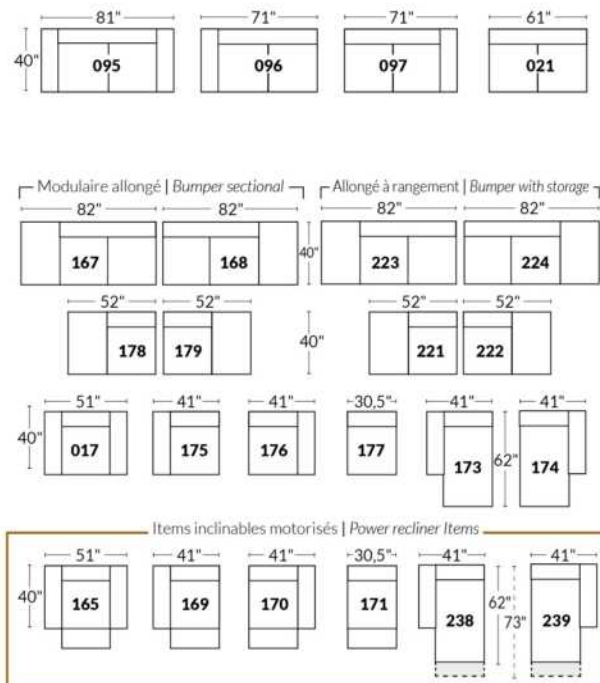 81" 71" 71" 61"
40" 095 096 097 021
Modulaire allongé | Bumper sectional Allongé à rangement | Bumper with storage
82" 82" 82" 82"
167 168 40" 223 224
52" 52" 52" 52"
178 179 40" 221 222
51" 41" 41" 30,5" 41" 41"
40" 017 175 176 177 173 62" 174
Items inclinables motorisés | Power recliner Items
51" 41" 41" 30,5" 41" 41"
40" 165 169 170 171 238 62" 73" 239